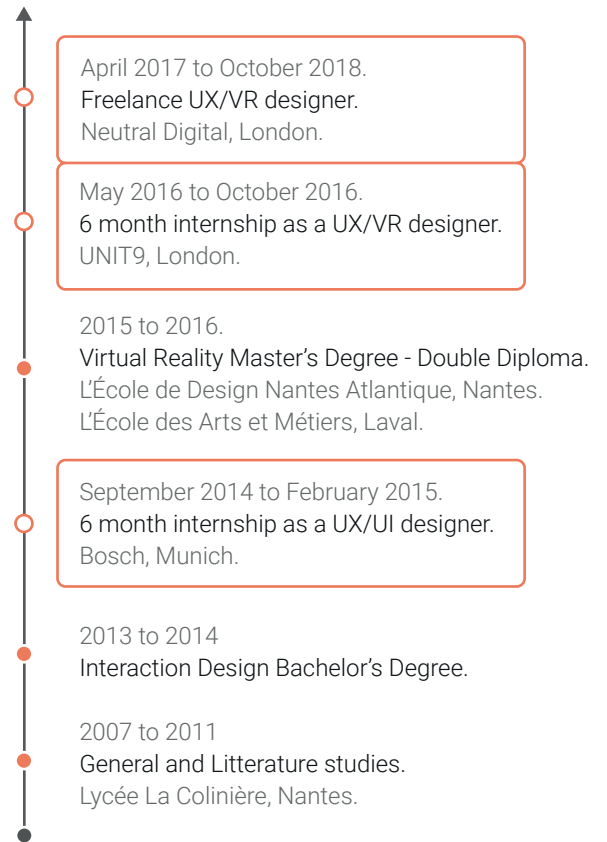 April 2017 to October 2018.
Freelance UX/VR designer.
Neutral Digital, London.
May 2016 to October 2016.
6 month internship as a UX/VR designer.
UNIT9, London.
2015 to 2016.
Virtual Reality Master’s Degree - Double Diploma.
L’École de Design Nantes Atlantique, Nantes.
L’École des Arts et Métiers, Laval.
September 2014 to February 2015.
6 month internship as a UX/UI designer.
Bosch, Munich.
2013 to 2014
Interaction Design Bachelor’s Degree.
2007 to 2011
General and Litterature studies.
Lycée La Colinière, Nantes.